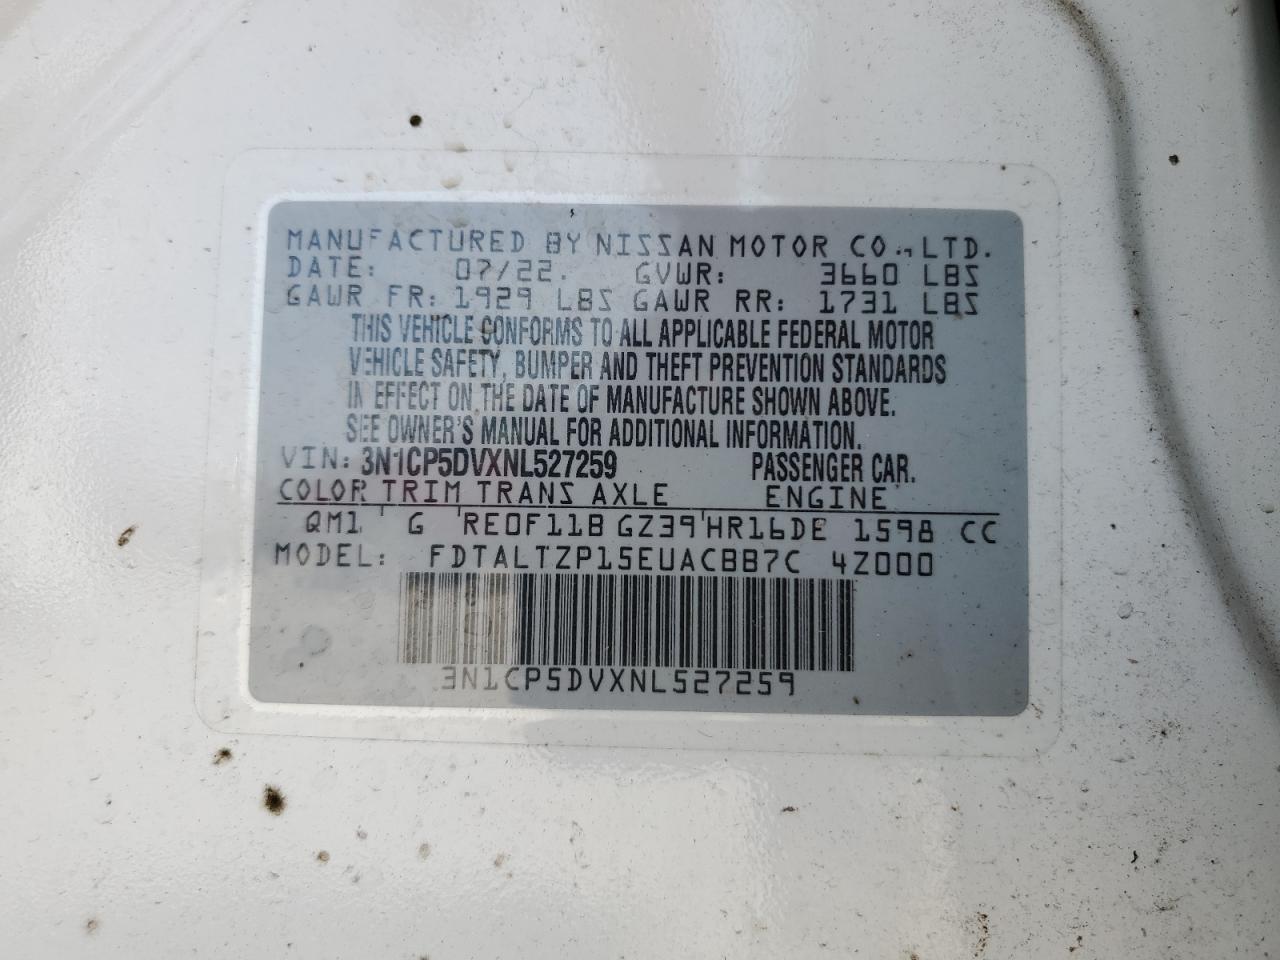 MANUFACTURED BY NISSAN MOTOR CO., LTD.
DATE: 07/22. GVWR: 3660 LBS
GAWR FR: 1929 LBS GAWR RR: 1731 LBS
THIS VEHICLE CONFORMS TO ALL APPLICABLE FEDERAL MOTOR
VEHICLE SAFETY, BUMPER AND THEFT PREVENTION STANDARDS
IN EFFECT ON THE DATE OF MANUFACTURE SHOWN ABOVE.
SEE OWNER'S MANUAL FOR ADDITIONAL INFORMATION.
VIN: 3N1CP5DVXNL527259 PASSENGER CAR.
COLOR TRIM TRANS AXLE ENGINE
QM1 ' G ' RE0F11B GZ39 ' HR16DE 1598 CC
MODEL: FDTALTZP15EUACBB7C 4Z000
3N1CP5DVXNL527259